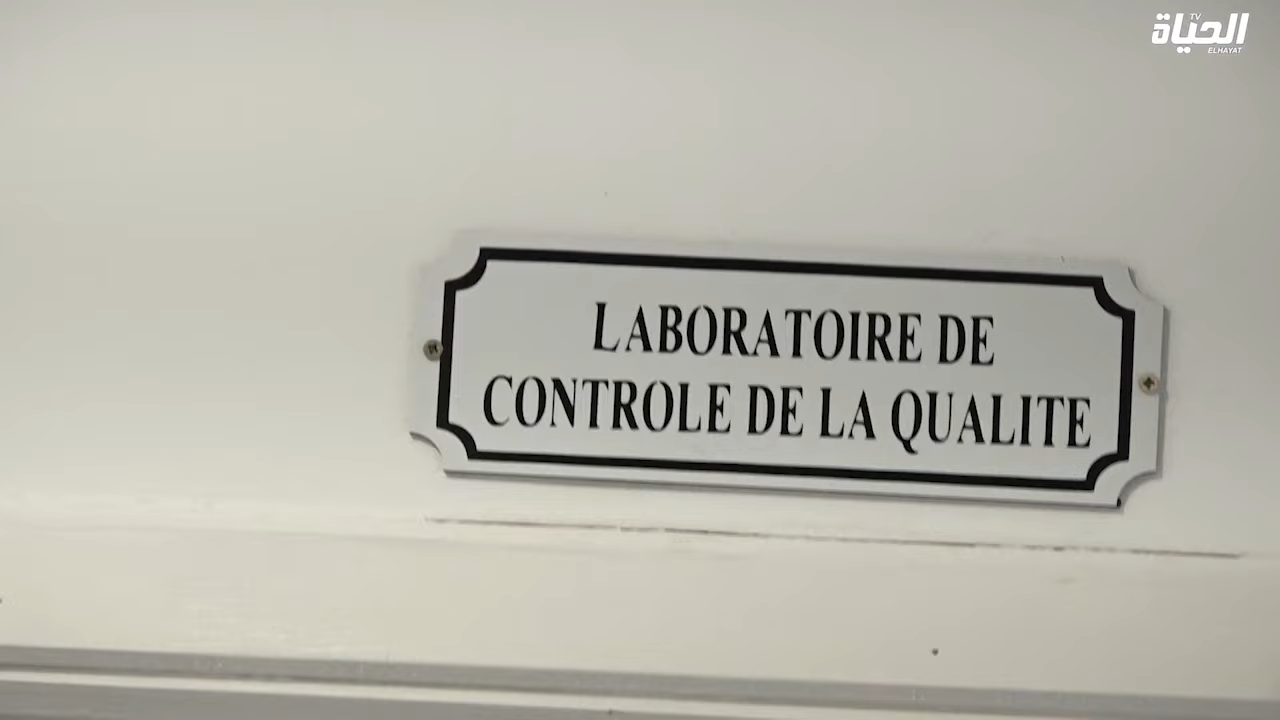 الحياة TV
ELHAYAT
LABORATOIRE DE
CONTROLE DE LA QUALITE